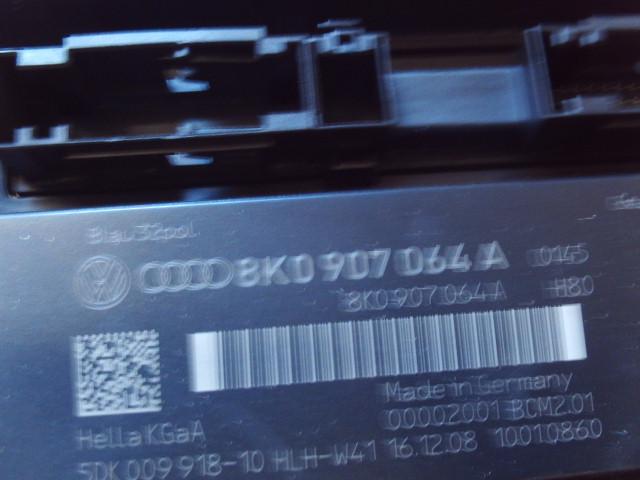 Blau 32pol
8K0 907 064 A 0145
8K0 907 064 A H80
Made in Germany
00002001 BCM2.01
Hella KGaA
5DK 009 918-10 HLH-W41 16.12.08 10010860